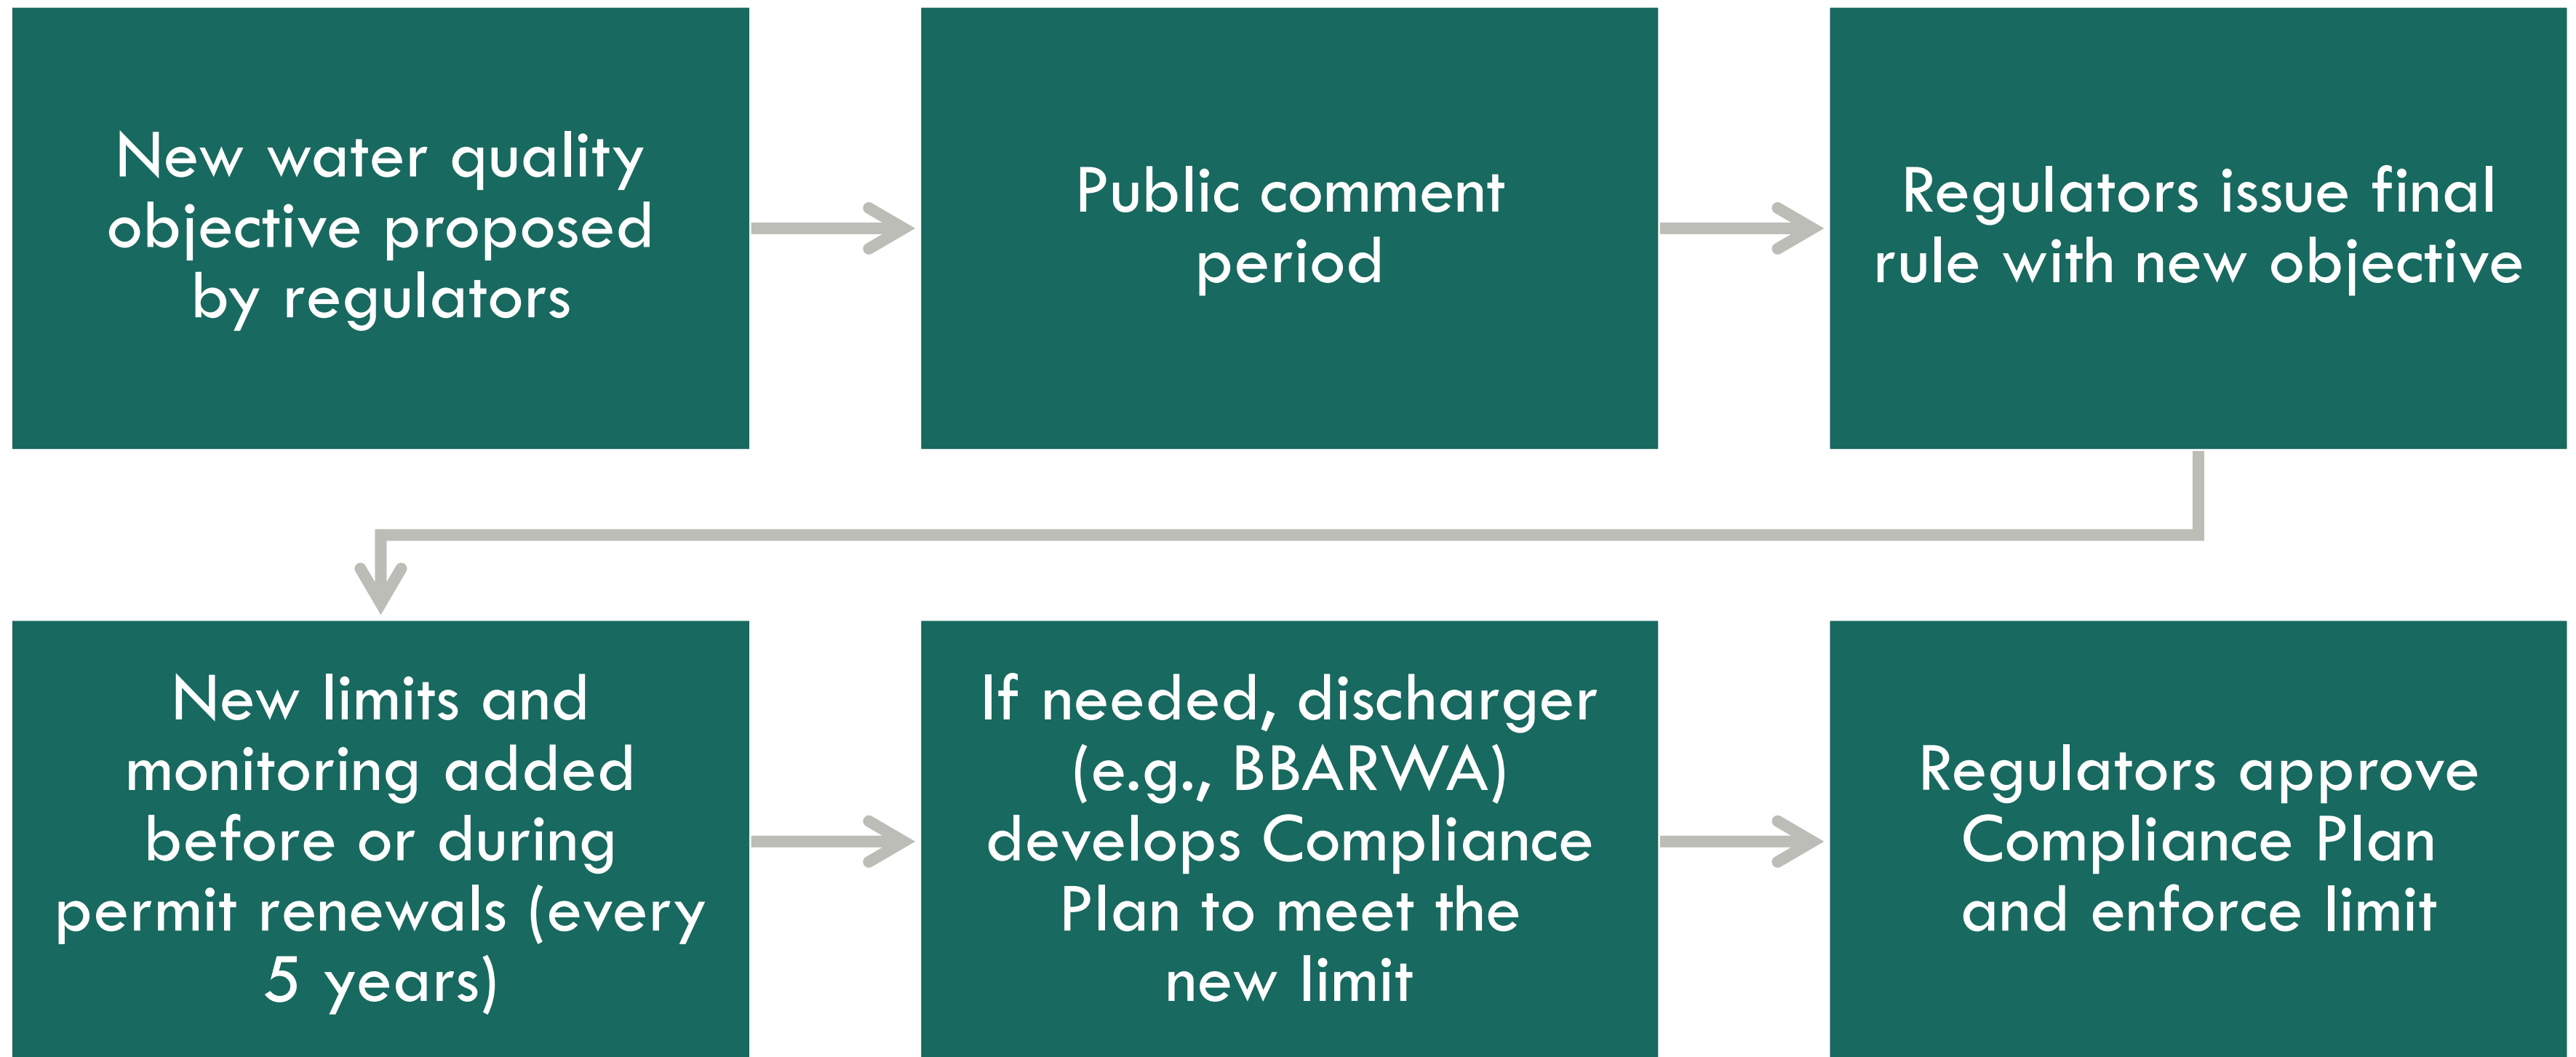 New water quality
objective proposed
by regulators
Public comment
period
Regulators issue final
rule with new objective
New limits and
monitoring added
before or during
permit renewals (every
5 years)
If needed, discharger
(e.g., BBARWA)
develops Compliance
Plan to meet the
new limit
Regulators approve
Compliance Plan
and enforce limit